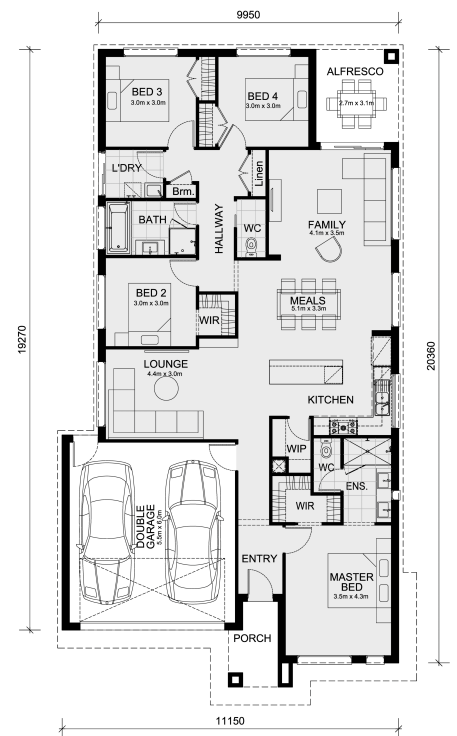 9950
ALFRESCO
2.7m x 3.1m
BED 3
3.0m x 3.0m
BED 4
3.0m x 3.0m
L'DRY
Brm.
Linen
BATH
HALLWAY
WC
FAMILY
4.1m x 3.5m
BED 2
3.0m x 3.0m
WIR
MEALS
5.1m x 3.3m
19270
20360
LOUNGE
4.4m x 3.0m
KITCHEN
WIP
WC
ENS.
WIR
DOUBLE
GARAGE
5.5m x 6.0m
ENTRY
MASTER
BED
3.5m x 4.3m
PORCH
11150